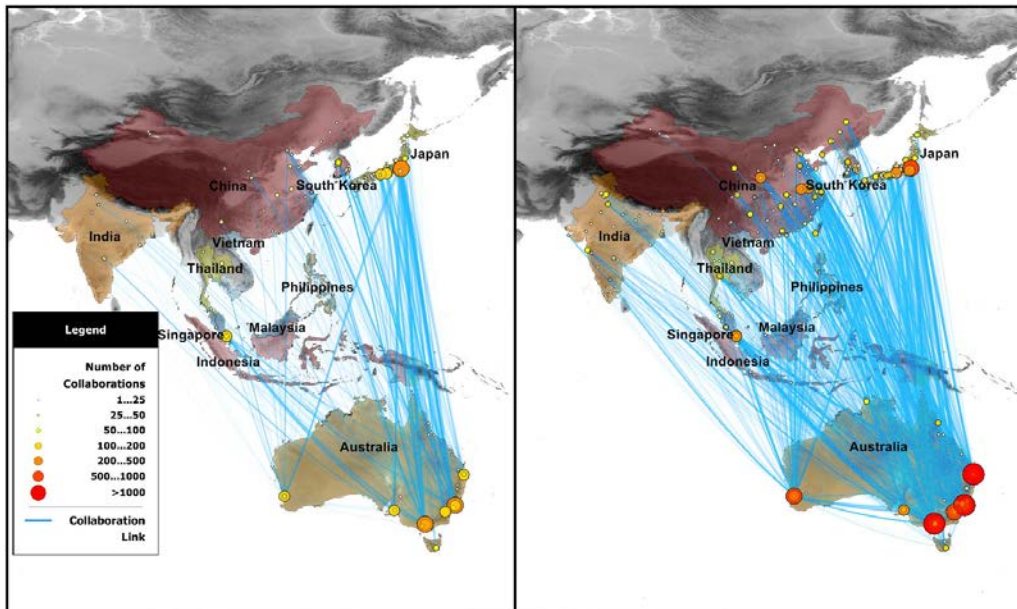 Japan
China
South Korea
India
Vietnam
Thailand
Philippines
Singapore
Malaysia
Indonesia
Australia
Legend
Number of
Collaborations
1...25
25...50
50...100
100...200
200...500
500...1000
>1000
Collaboration
Link
Japan
China
South Korea
India
Vietnam
Thailand
Philippines
Singapore
Malaysia
Indonesia
Australia